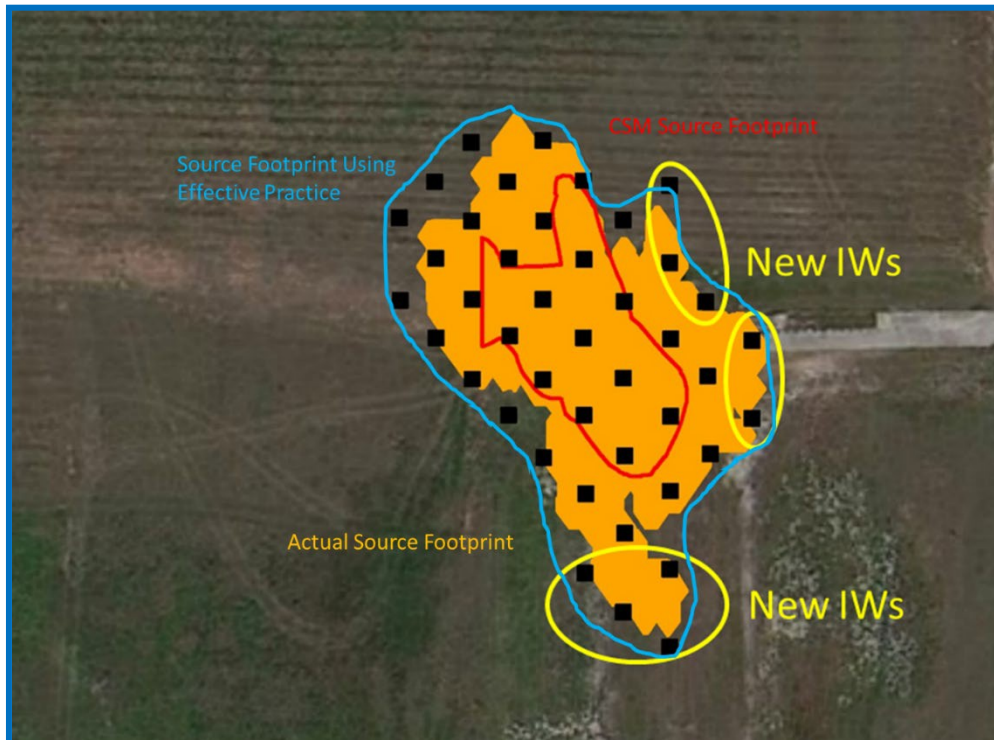 CSM Source Footprint
Source Footprint Using
Effective Practice
New IWs
Actual Source Footprint
New IWs